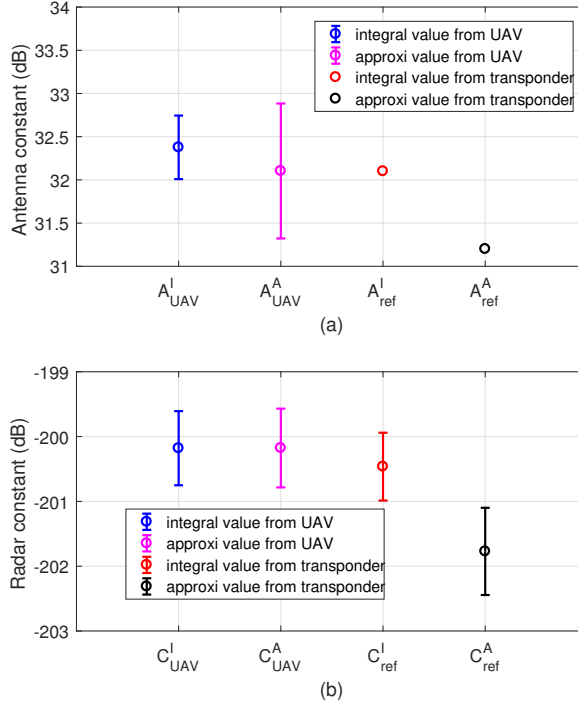 34
33.5
33
32.5
32
31.5
31
Antenna constant (dB)
integral value from UAV
approxi value from UAV
integral value from transponder
approxi value from transponder
A^I_UAV A^A_UAV A^I_ref A^A_ref
(a)
-199
-200
-201
-202
-203
Radar constant (dB)
integral value from UAV
approxi value from UAV
integral value from transponder
approxi value from transponder
C^I_UAV C^A_UAV C^I_ref C^A_ref
(b)